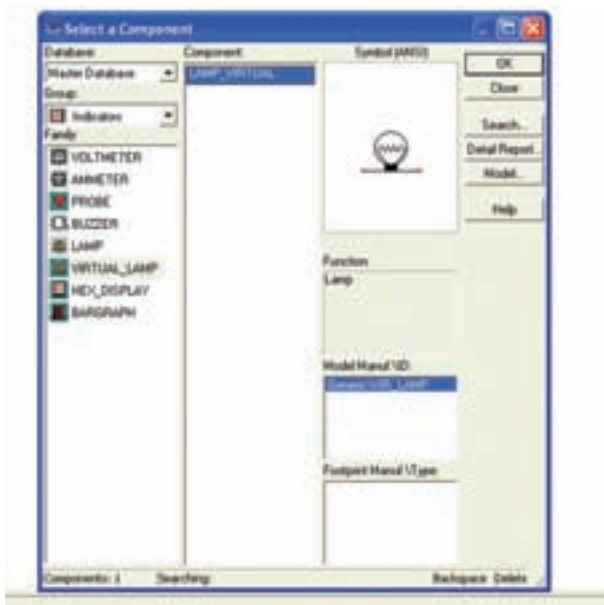 Select a Component
Database
Master Database
Group
Indicators
Family
VOLTMETER
AMMETER
PROBE
BUZZER
LAMP
VIRTUAL_LAMP
HEX_DISPLAY
BARGRAPH
Component
LAMP_VIRTUAL
Symbol (ANSI)
Function
Lamp
Model Manuf.\ID
Generic\VIR_LAMP
Footprint Manuf.\Type
OK
Close
Search...
Detail Report
Model...
Help
Components: 1
Searching:
Backspace Delete